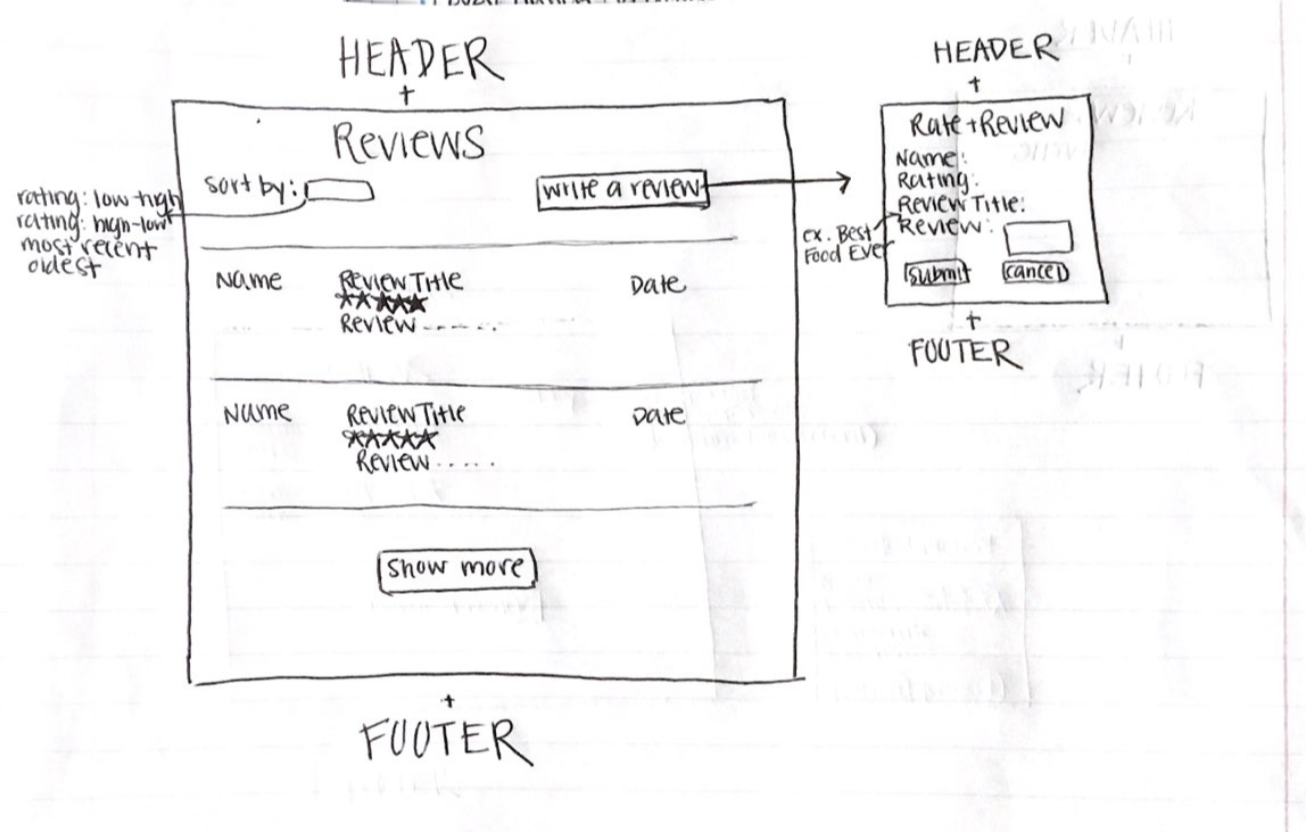 HEADER
+
Reviews
sort by:
write a review
rating: low-high
rating: high-low
most recent
oldest
Name
Review Title
Date
★★★★★
Review ------
Name
Review Title
Date
★★★★★
Review.....
show more
+
FOOTER
HEADER
+
Rate + Review
Name:
Rating:
Review Title:
Review:
ex. Best
Food Ever
submit
cancel
+
FOOTER